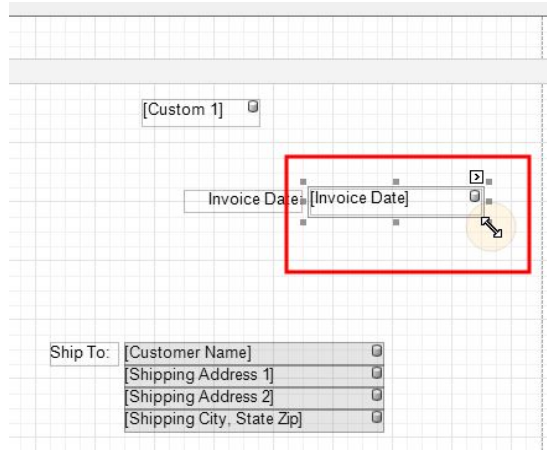 [Custom 1]
Invoice Date: [Invoice Date]
Ship To: [Customer Name]
[Shipping Address 1]
[Shipping Address 2]
[Shipping City, State Zip]